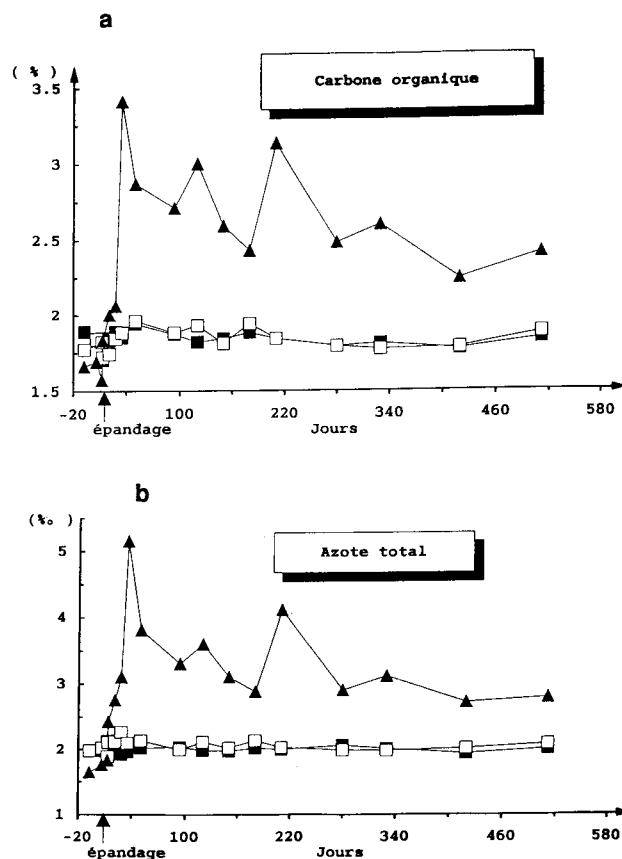 a
( % )
Carbone organique
3.5
3
2.5
2
1.5
-20 100 220 340 460 580
épandage Jours
b
(‰)
Azote total
5
4
3
2
1
-20 100 220 340 460 580
épandage Jours